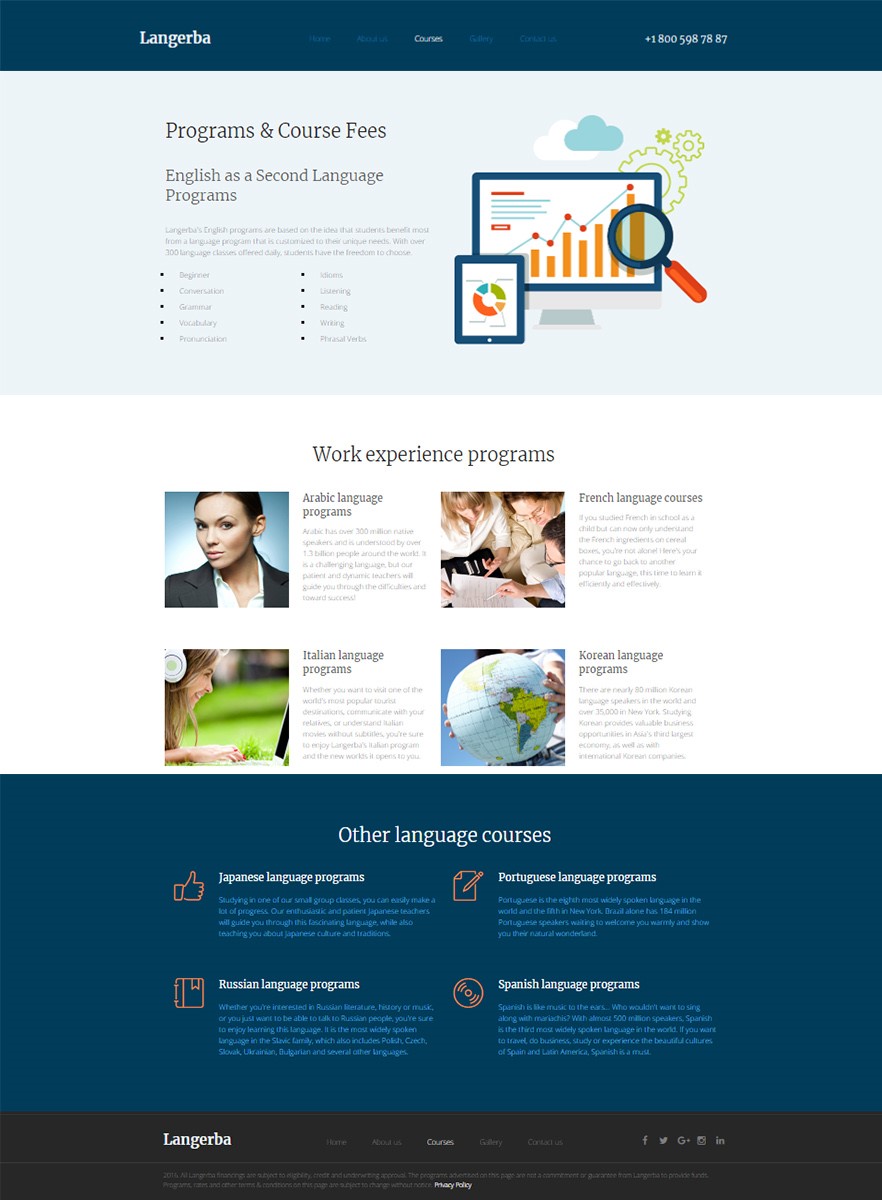 Langerba
Home About us Courses Gallery Contact us
+1 800 598 78 87
Programs & Course Fees
English as a Second Language
Programs
Langerba's English programs are based on the idea that students benefit most
from a language program that is customized to their unique needs. With over
300 language classes offered daily, students have the freedom to choose.
Beginner
Conversation
Grammar
Vocabulary
Pronunciation
Idioms
Listening
Reading
Writing
Phrasal Verbs
Work experience programs
Arabic language
programs
Arabic has over 300 million native
speakers and is understood by over
1.3 billion people around the world. It
is a challenging language, but our
patient and dynamic teachers will
guide you through the difficulties and
toward success!
French language courses
If you studied French in school as a
child but can now only understand
the French ingredients on cereal
boxes, you're not alone! Here's your
chance to go back to another
popular language, this time to learn it
efficiently and effectively.
Italian language
programs
Whether you want to visit one of the
world's most popular tourist
destinations, communicate with your
relatives, or understand Italian
movies without subtitles, you're sure
to enjoy Langerba's Italian program
and the new worlds it opens to you.
Korean language
programs
There are nearly 80 million Korean
language speakers in the world and
over 35,000 in New York. Studying
Korean provides valuable business
opportunities in Asia's third largest
economy, as well as with
international Korean companies.
Other language courses
Japanese language programs
Studying in one of our small group classes, you can easily make a
lot of progress. Our enthusiastic and patient Japanese teachers
will guide you through this fascinating language, while also
teaching you about Japanese culture and traditions.
Portuguese language programs
Portuguese is the eighth most widely spoken language in the
world and the fifth in New York. Brazil alone has 184 million
Portuguese speakers waiting to welcome you warmly and show
you their natural wonderland.
Russian language programs
Whether you're interested in Russian literature, history or music,
or you just want to be able to talk to Russian people, you're sure
to enjoy learning this language. It is the most widely spoken
language in the Slavic family, which also includes Polish, Czech,
Slovak, Ukrainian, Bulgarian and several other languages.
Spanish language programs
Spanish is like music to the ears... Who wouldn't want to sing
along with mariachis? With almost 500 million speakers, Spanish
is the third most widely spoken language in the world. If you want
to travel, do business, study or experience the beautiful cultures
of Spain and Latin America, Spanish is a must.
Langerba
Home About us Courses Gallery Contact us
2016. All Langerba financings are subject to eligibility, credit and underwriting approval. The programs advertised on this page are not a commitment or guarantee from Langerba to provide funds.
Programs, rates and other terms & conditions on this page are subject to change without notice. Privacy Policy